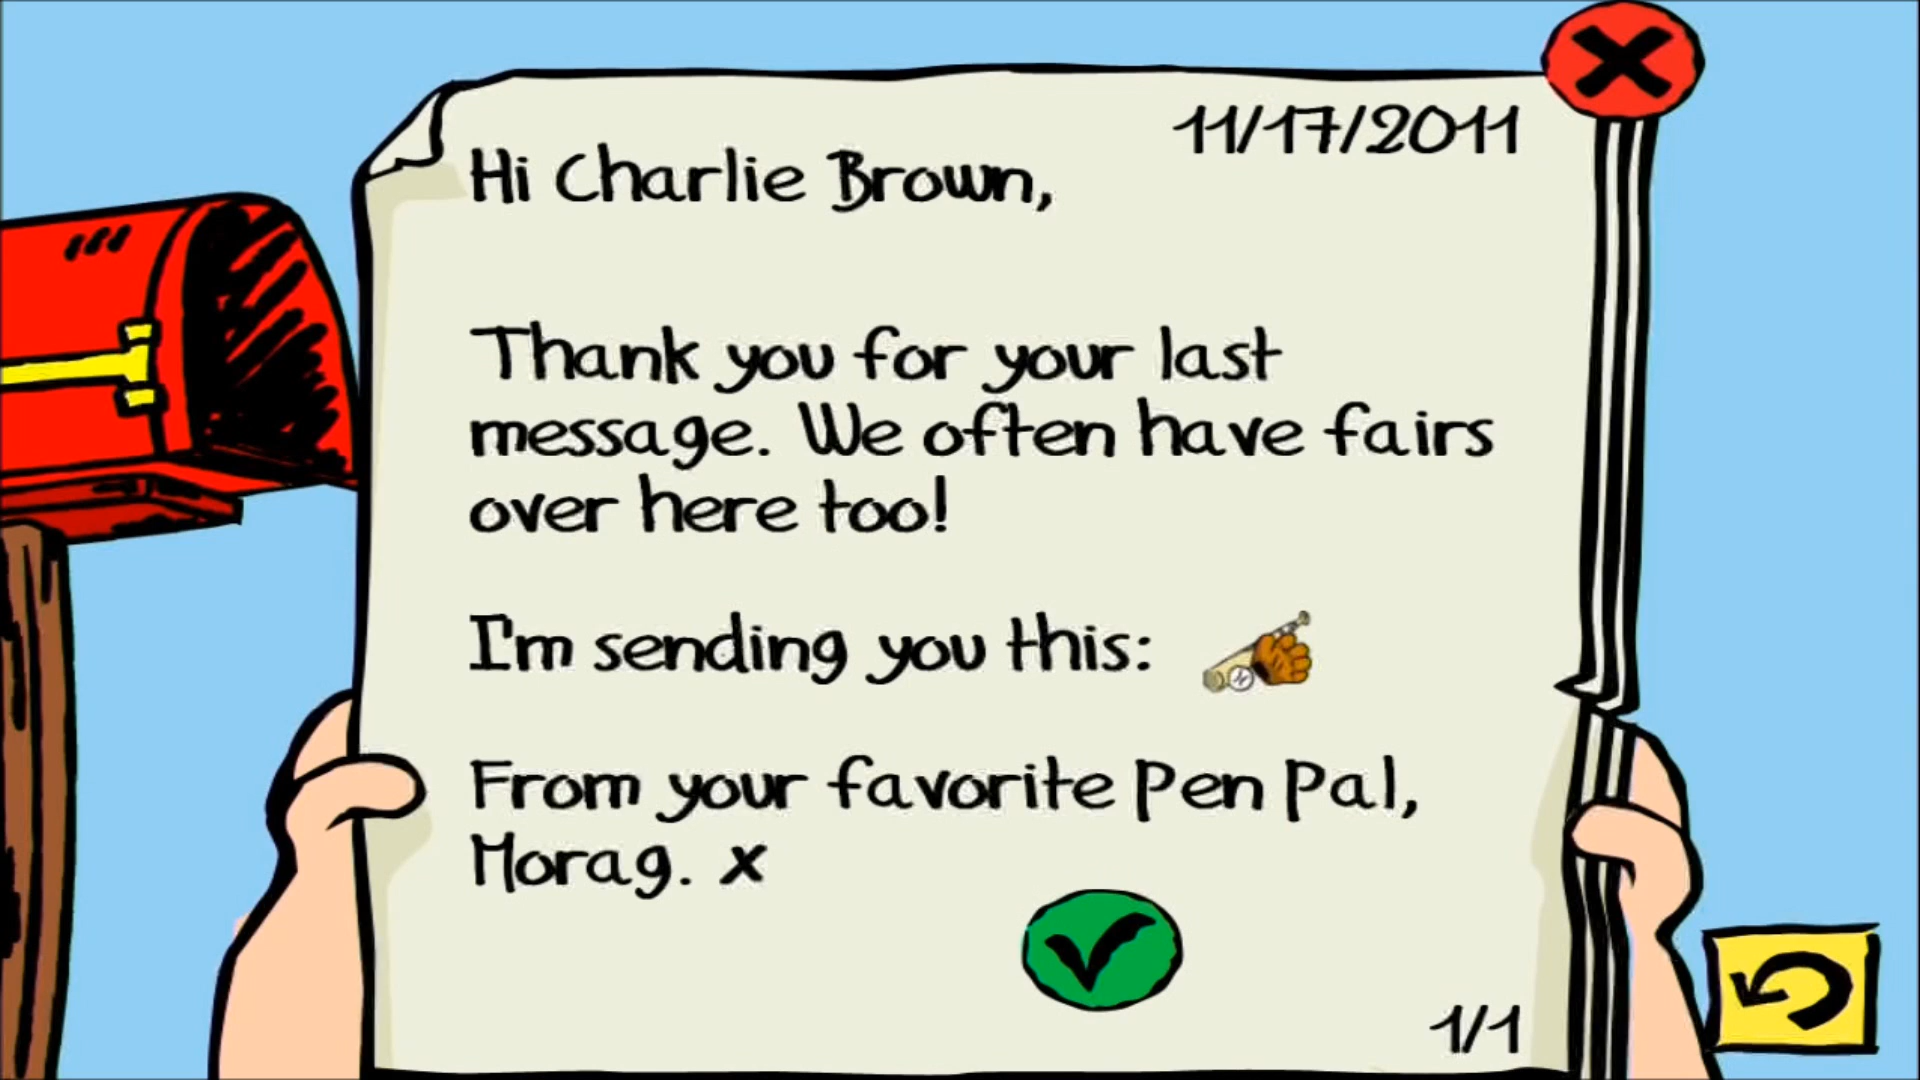 11/17/2011
Hi Charlie Brown,
Thank you for your last
message. We often have fairs
over here too!
I'm sending you this:
From your favorite Pen Pal,
Morag. x
1/1